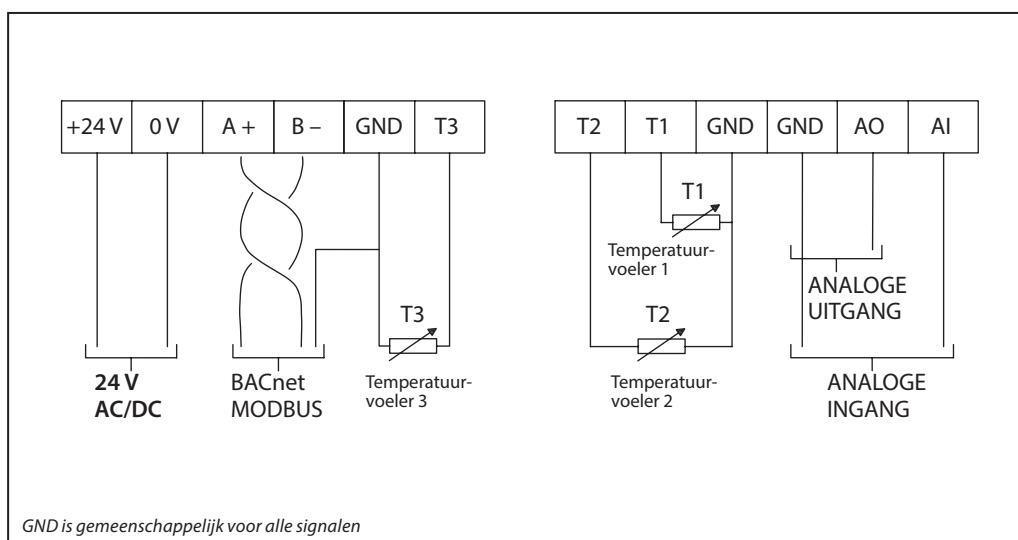 +24 V 0 V A + B – GND T3
T2 T1 GND GND AO AI
T1
Temperatuur-
voeler 1
ANALOGE
UITGANG
T3
T2
24 V
AC/DC
BACnet
MODBUS
Temperatuur-
voeler 3
Temperatuur-
voeler 2
ANALOGE
INGANG
GND is gemeenschappelijk voor alle signalen